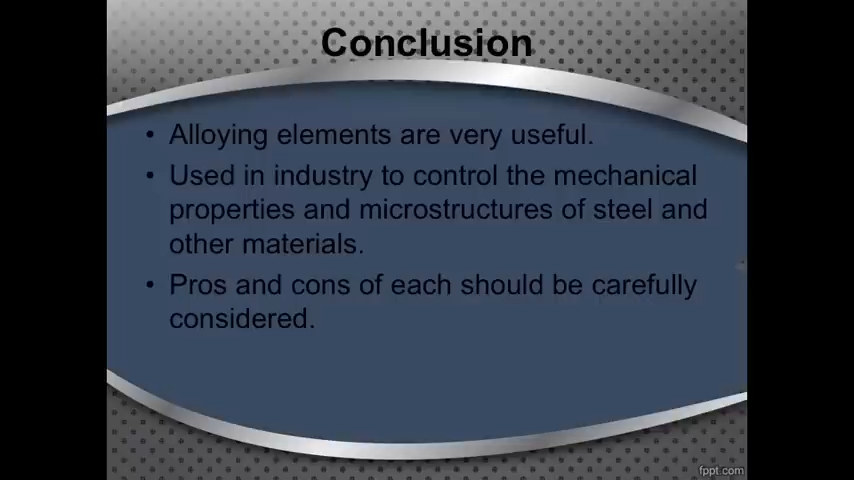 Conclusion
• Alloying elements are very useful.
• Used in industry to control the mechanical
properties and microstructures of steel and
other materials.
• Pros and cons of each should be carefully
considered.
fppt.com